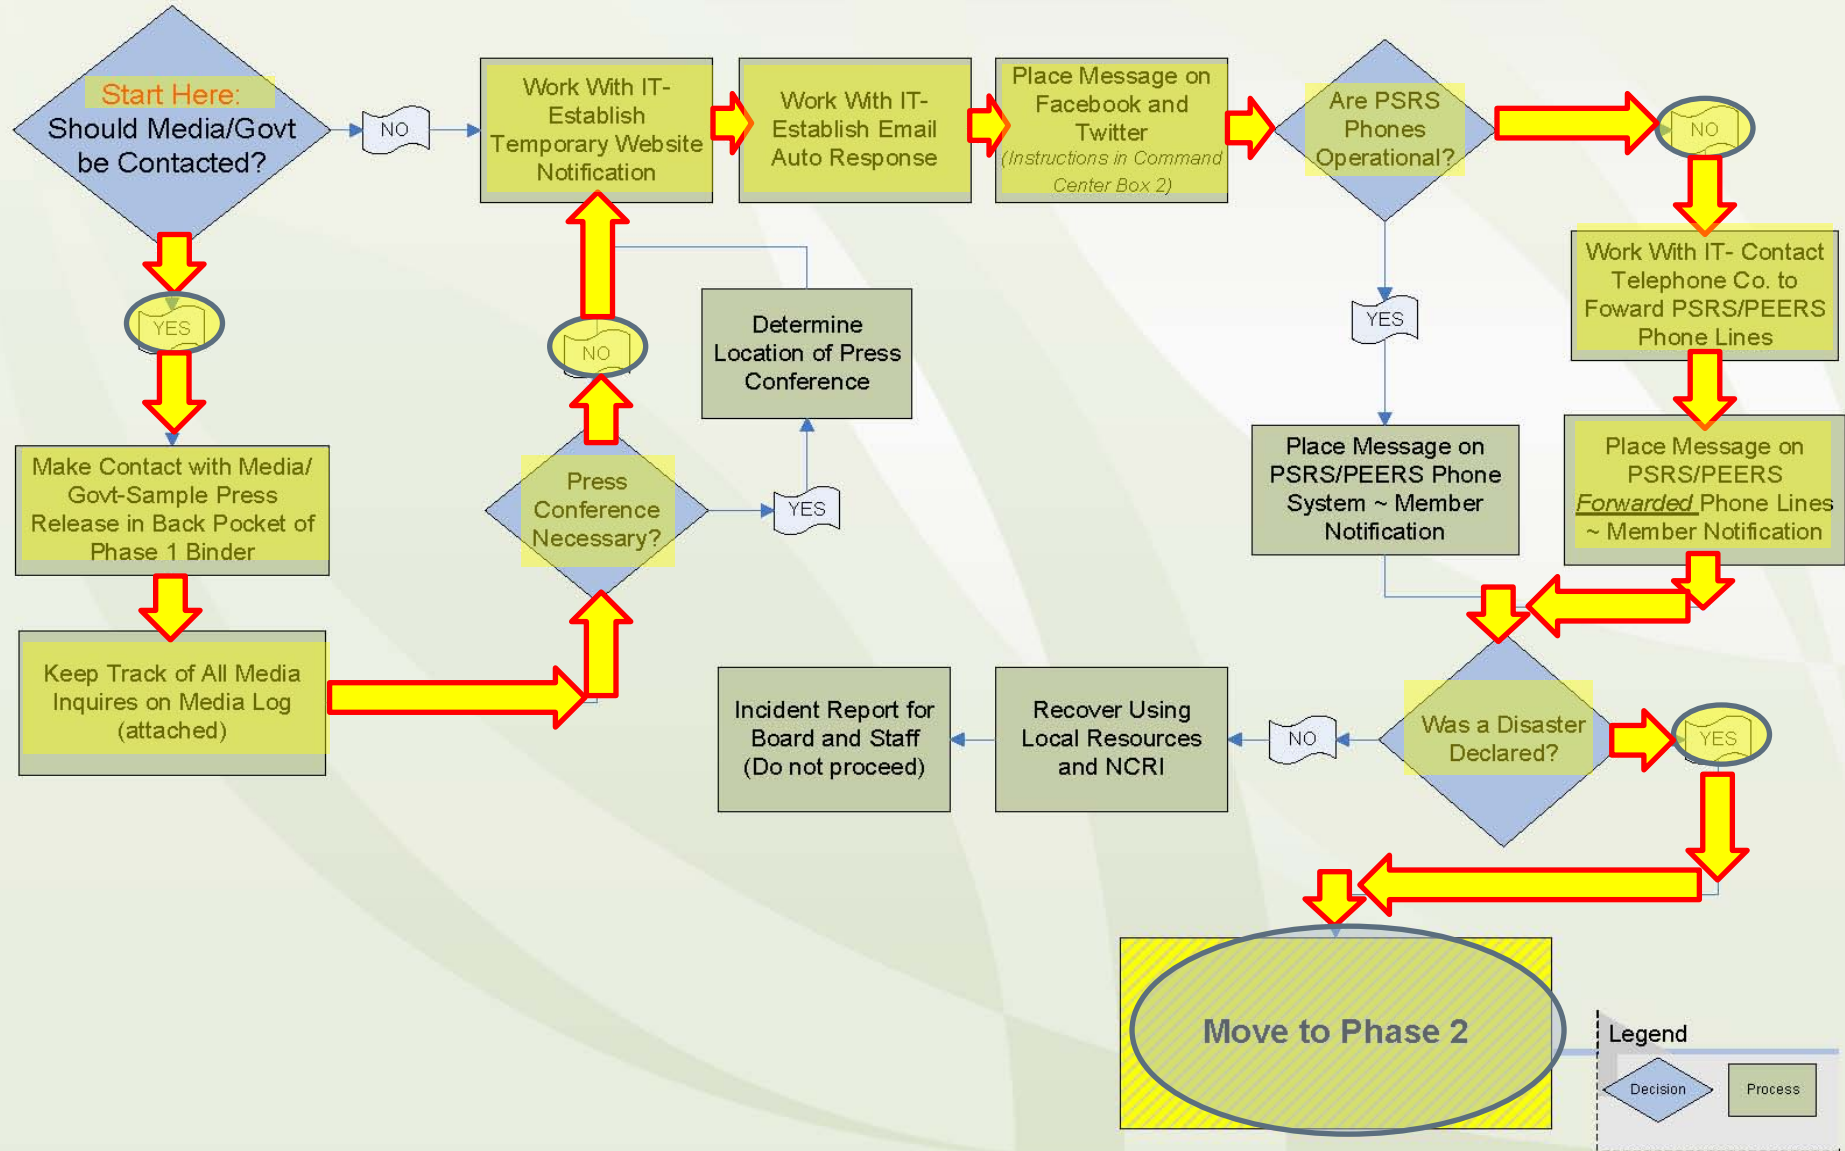 Start Here:
Should Media/Govt
be Contacted?
NO
YES
Make Contact with Media/
Govt-Sample Press
Release in Back Pocket of
Phase 1 Binder
Keep Track of All Media
Inquires on Media Log
(attached)
Press
Conference
Necessary?
NO
YES
Determine
Location of Press
Conference
Work With IT-
Establish
Temporary Website
Notification
Work With IT-
Establish Email
Auto Response
Place Message on
Facebook and
Twitter
(Instructions in Command
Center Box 2)
Are PSRS
Phones
Operational?
NO
YES
Work With IT- Contact
Telephone Co. to
Foward PSRS/PEERS
Phone Lines
Place Message on
PSRS/PEERS Phone
System ~ Member
Notification
Place Message on
PSRS/PEERS
Forwarded Phone Lines
~ Member Notification
Was a Disaster
Declared?
NO
YES
Recover Using
Local Resources
and NCRI
Incident Report for
Board and Staff
(Do not proceed)
Move to Phase 2
Legend
Decision
Process